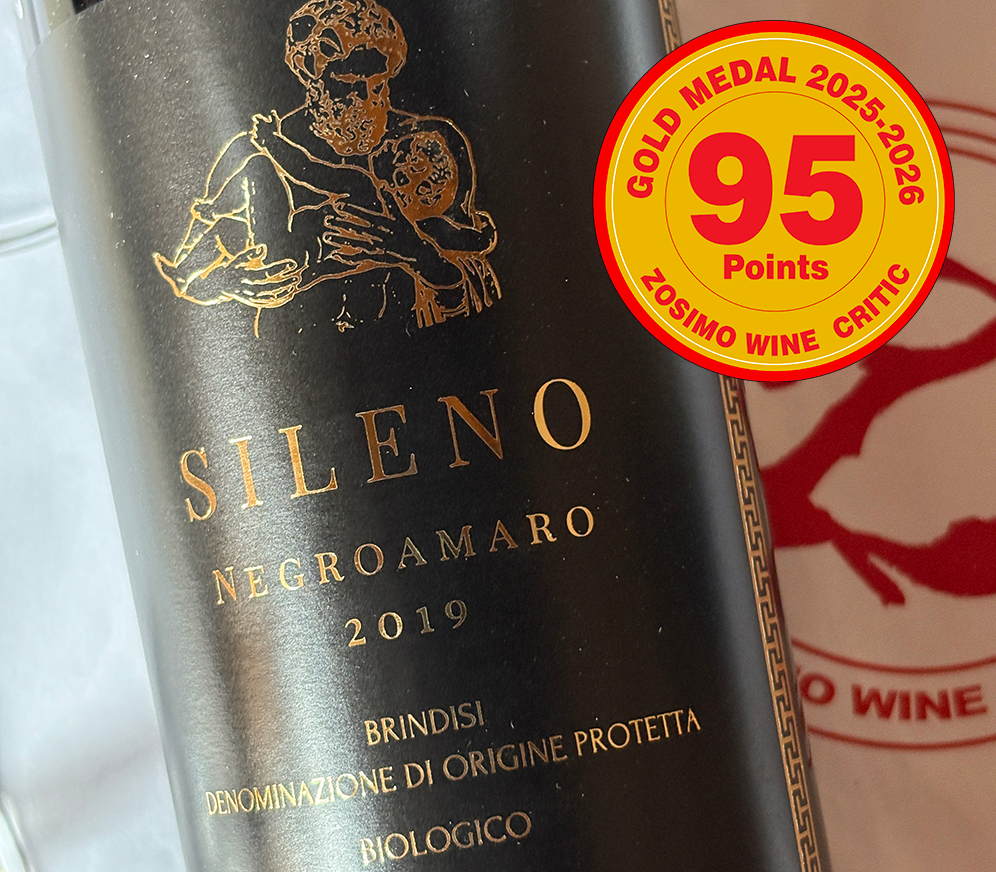 GOLD MEDAL 2025-2026
95
Points
ZOSIMO WINE CRITIC
SILENO
NEGROAMARO
2019
BRINDISI
DENOMINAZIONE DI ORIGINE PROTETTA
BIOLOGICO
WINE